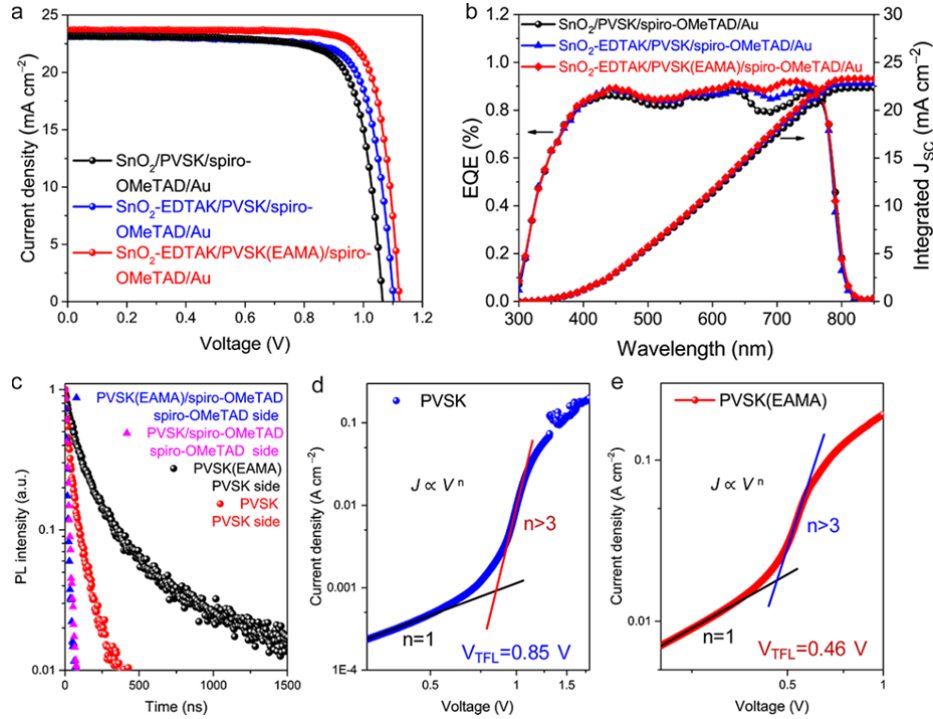 a
Current density (mA cm⁻²)
25
20
15
10
5
0
SnO₂/PVSK/spiro-
OMeTAD/Au
SnO₂-EDTAK/PVSK/spiro-
OMeTAD/Au
SnO₂-EDTAK/PVSK(EAMA)/spiro-
OMeTAD/Au
0.0 0.2 0.4 0.6 0.8 1.0 1.2
Voltage (V)
b
EQE (%)
1.2
1.0
0.8
0.6
0.4
0.2
0.0
SnO₂/PVSK/spiro-OMeTAD/Au
SnO₂-EDTAK/PVSK/spiro-OMeTAD/Au
SnO₂-EDTAK/PVSK(EAMA)/spiro-OMeTAD/Au
30
25
20
15
10
5
0
Integrated J_SC (mA cm⁻²)
300 400 500 600 700 800
Wavelength (nm)
c
PL intensity (a.u.)
1
0.1
0.01
PVSK(EAMA)/spiro-OMeTAD
spiro-OMeTAD side
PVSK/spiro-OMeTAD
spiro-OMeTAD side
PVSK(EAMA)
PVSK side
PVSK
PVSK side
0 500 1000 1500
Time (ns)
d
Current density (A cm⁻²)
0.1
0.01
0.001
1E-4
PVSK
J ∝ V ⁿ
n>3
n=1
V_TFL=0.85 V
0.5 1 1.5
Voltage (V)
e
Current density (A cm⁻²)
0.1
0.01
PVSK(EAMA)
J ∝ V ⁿ
n>3
n=1
V_TFL=0.46 V
0.5 1
Voltage (V)